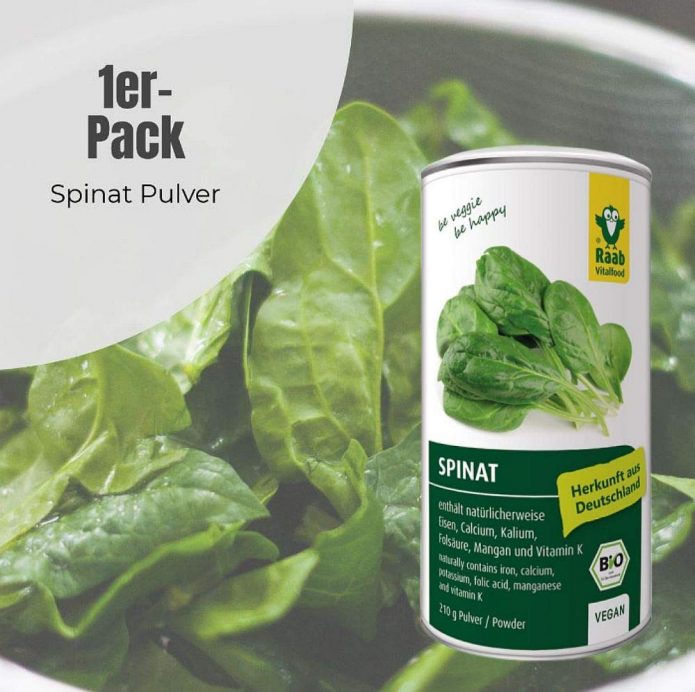 1er-
Pack
Spinat Pulver
be veggie
be happy
Raab
Vitalfood
SPINAT
Herkunft aus
Deutschland
enthält natürlicherweise
Eisen, Calcium, Kalium,
Folsäure, Mangan und Vitamin K
naturally contains iron, calcium,
potassium, folic acid, manganese
and vitamin K
210 g Pulver / Powder
BIO
VEGAN